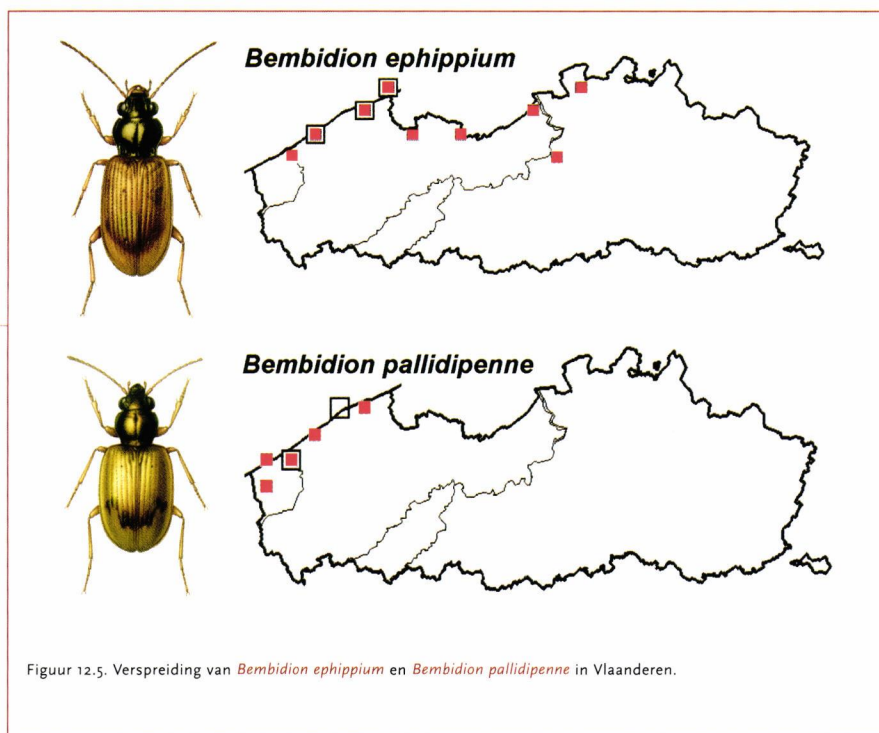 Bembidion ephippium
Bembidion pallidipenne
Figuur 12.5. Verspreiding van Bembidion ephippium en Bembidion pallidipenne in Vlaanderen.